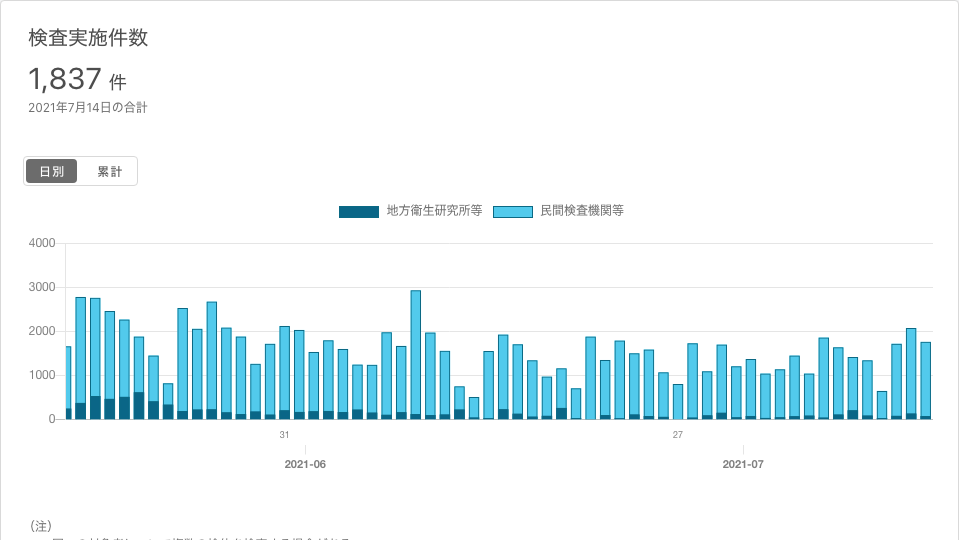 検査実施件数
1,837 件
2021年7月14日の合計
日別 累計
地方衛生研究所等 民間検査機関等
4000
3000
2000
1000
0
31 27
2021-06 2021-07
（注）